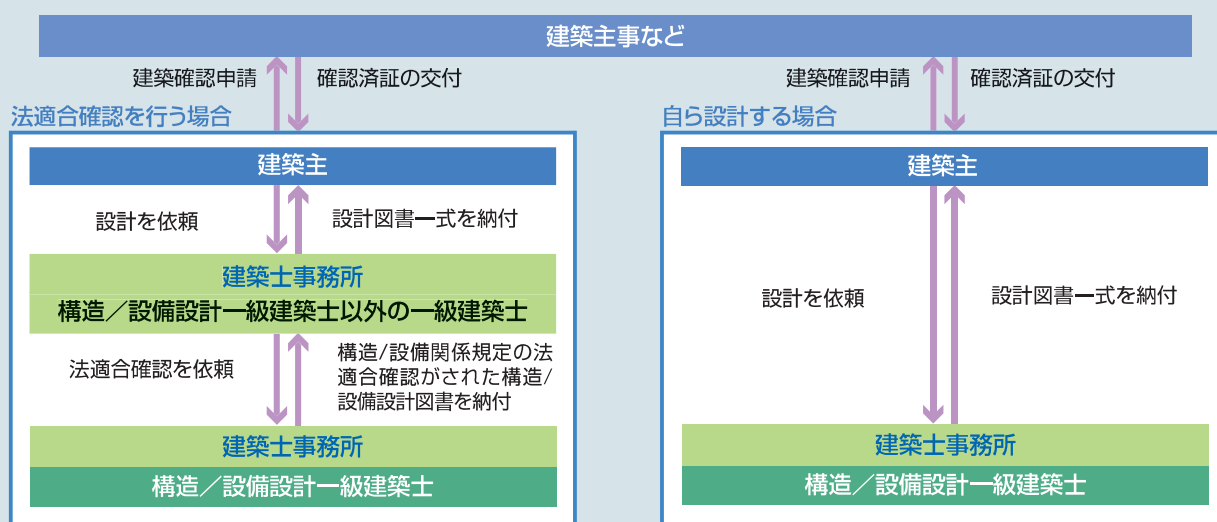 建築主事など
建築確認申請
確認済証の交付
建築確認申請
確認済証の交付
法適合確認を行う場合
建築主
設計を依頼
設計図書一式を納付
建築士事務所
構造／設備設計一級建築士以外の一級建築士
法適合確認を依頼
構造/設備関係規定の法
適合確認がされた構造/
設備設計図書を納付
建築士事務所
構造／設備設計一級建築士
自ら設計する場合
建築主
設計を依頼
設計図書一式を納付
建築士事務所
構造／設備設計一級建築士